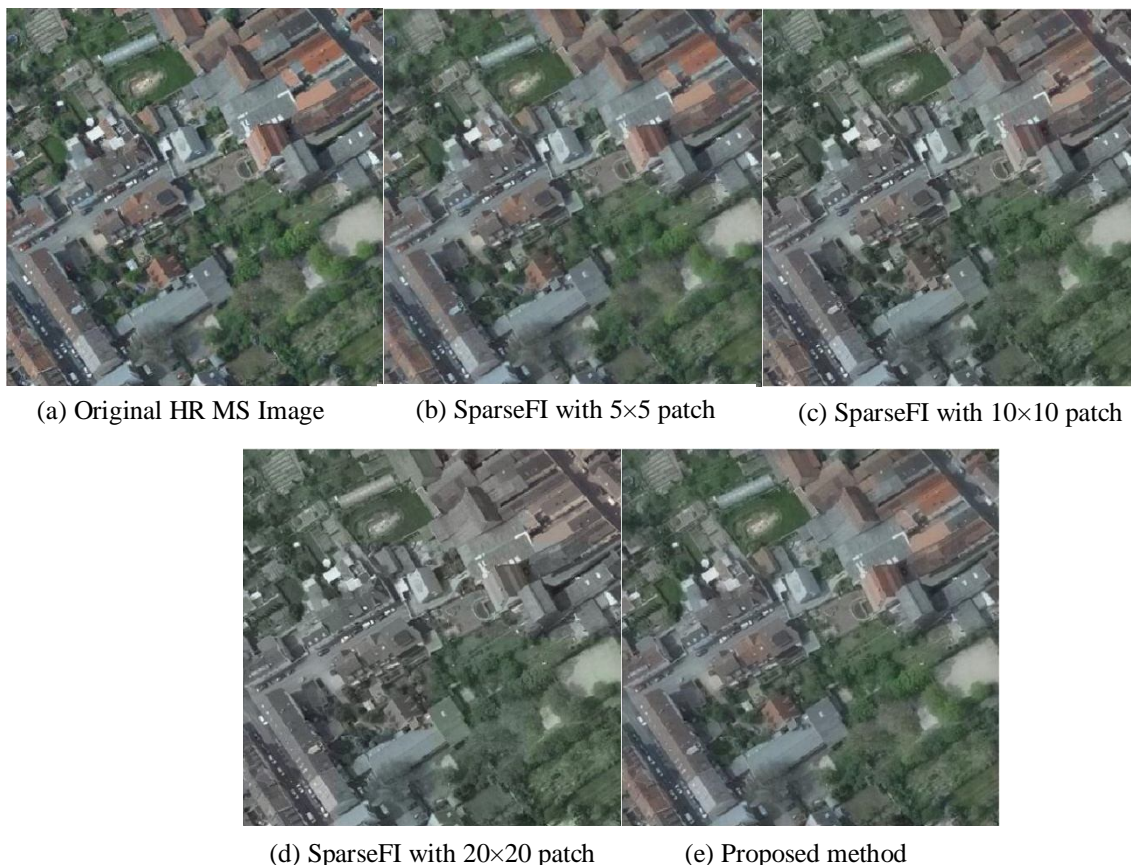 (a) Original HR MS Image
(b) SparseFI with 5×5 patch
(c) SparseFI with 10×10 patch
(d) SparseFI with 20×20 patch
(e) Proposed method